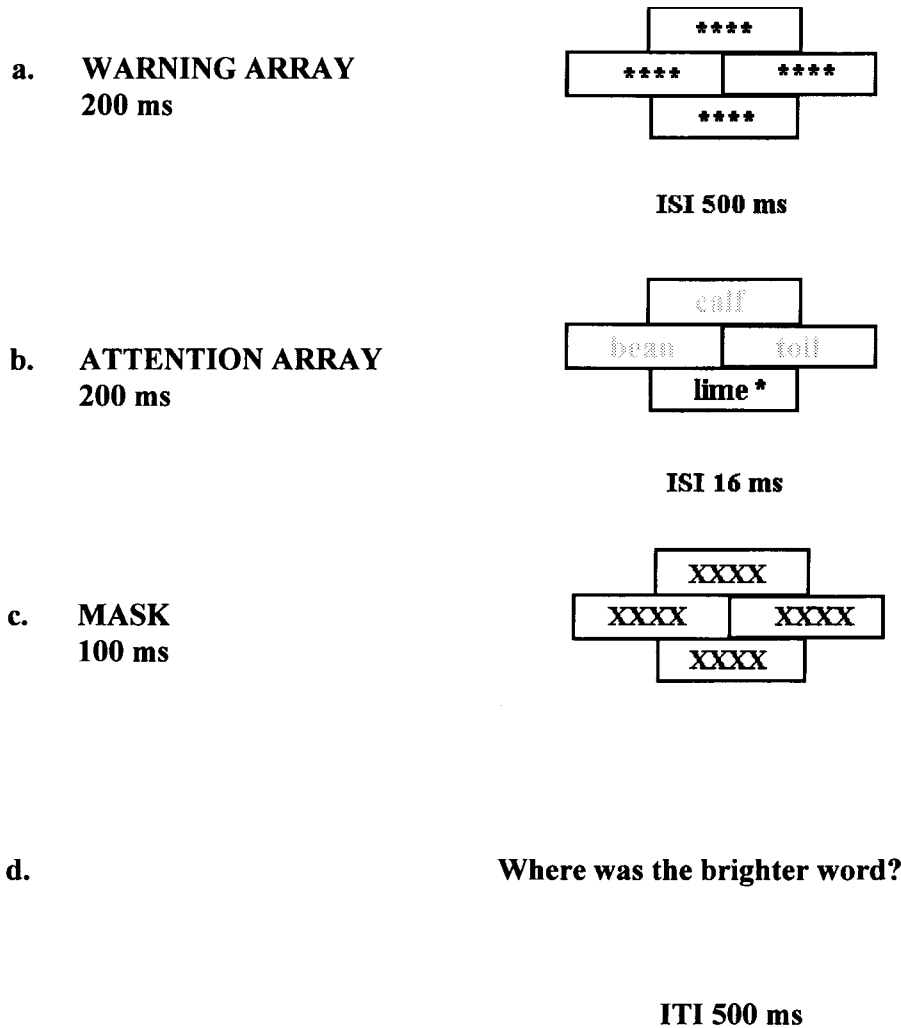 a. WARNING ARRAY
200 ms
****
**** ****
****
ISI 500 ms
b. ATTENTION ARRAY
200 ms
calf
bean toll
lime *
ISI 16 ms
c. MASK
100 ms
XXXX
XXXX XXXX
XXXX
d. Where was the brighter word?
ITI 500 ms